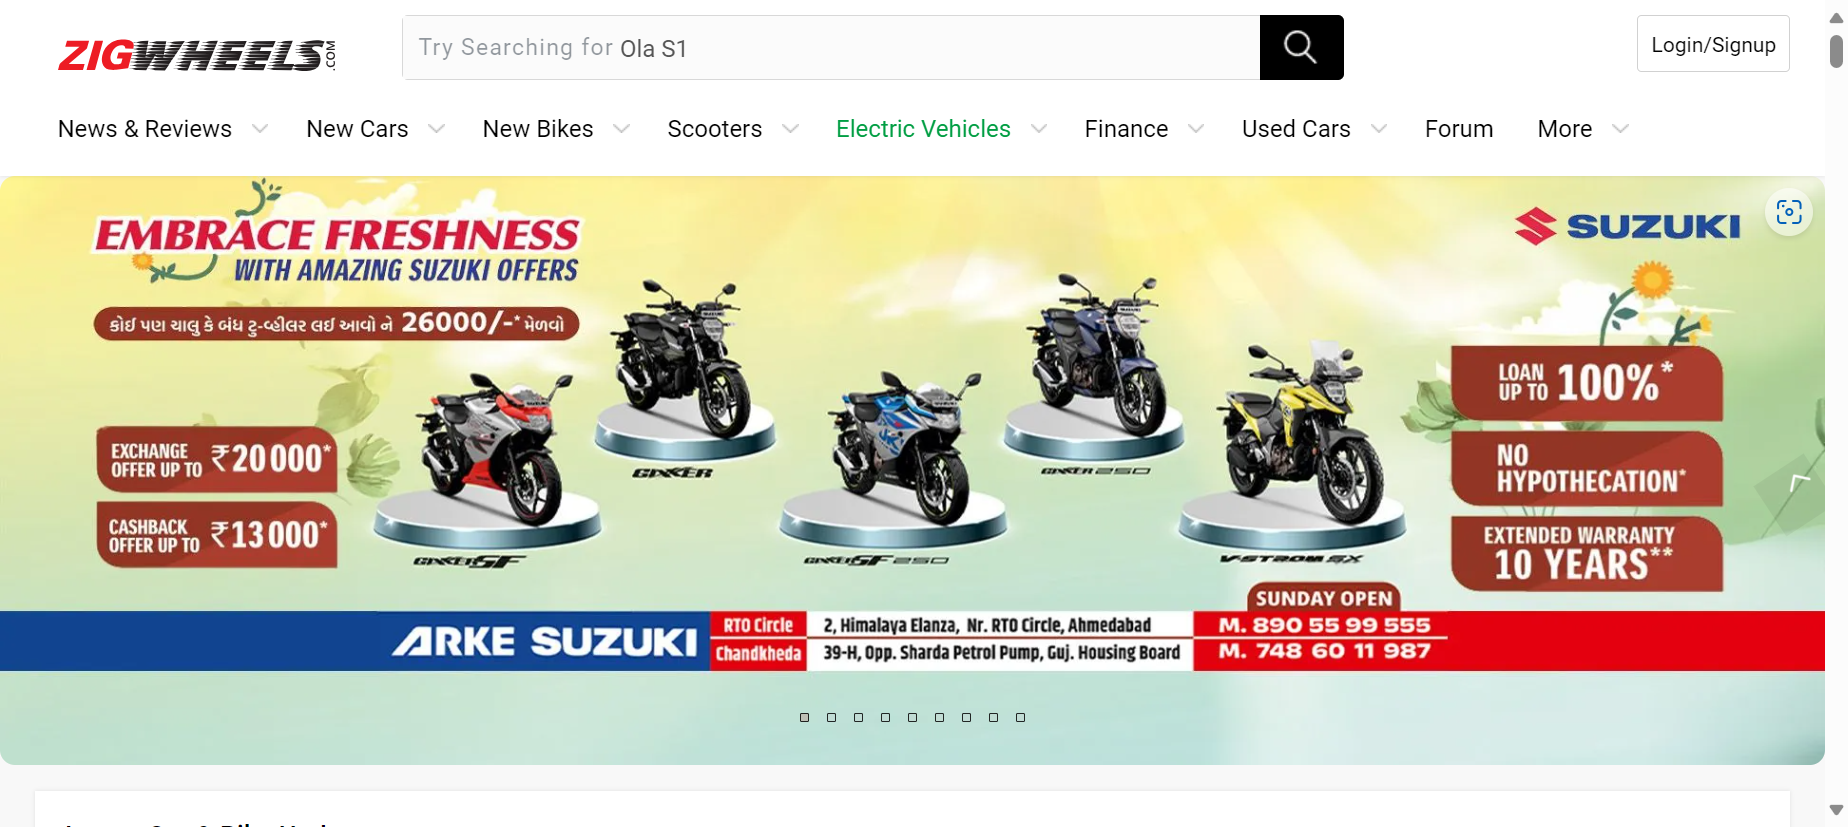 ZIGWHEELS.COM
Try Searching for Ola S1
Login/Signup
News & Reviews
New Cars
New Bikes
Scooters
Electric Vehicles
Finance
Used Cars
Forum
More
EMBRACE FRESHNESS
WITH AMAZING SUZUKI OFFERS
SUZUKI
કોઈ પણ ચાલુ કે બંધ ટુ-વ્હીલર લઈ આવો ને 26000/-* મેળવો
EXCHANGE
OFFER UP TO ₹20000*
CASHBACK
OFFER UP TO ₹13000*
GIXXER
GIXXER 250
GIXXER SF
GIXXER SF 250
V-STROM SX
LOAN
UP TO 100%*
NO
HYPOTHECATION*
EXTENDED WARRANTY
10 YEARS**
SUNDAY OPEN
ARKE SUZUKI
RTO Circle
2, Himalaya Elanza, Nr. RTO Circle, Ahmedabad
M. 890 55 99 555
Chandkheda
39-H, Opp. Sharda Petrol Pump, Guj. Housing Board
M. 748 60 11 987